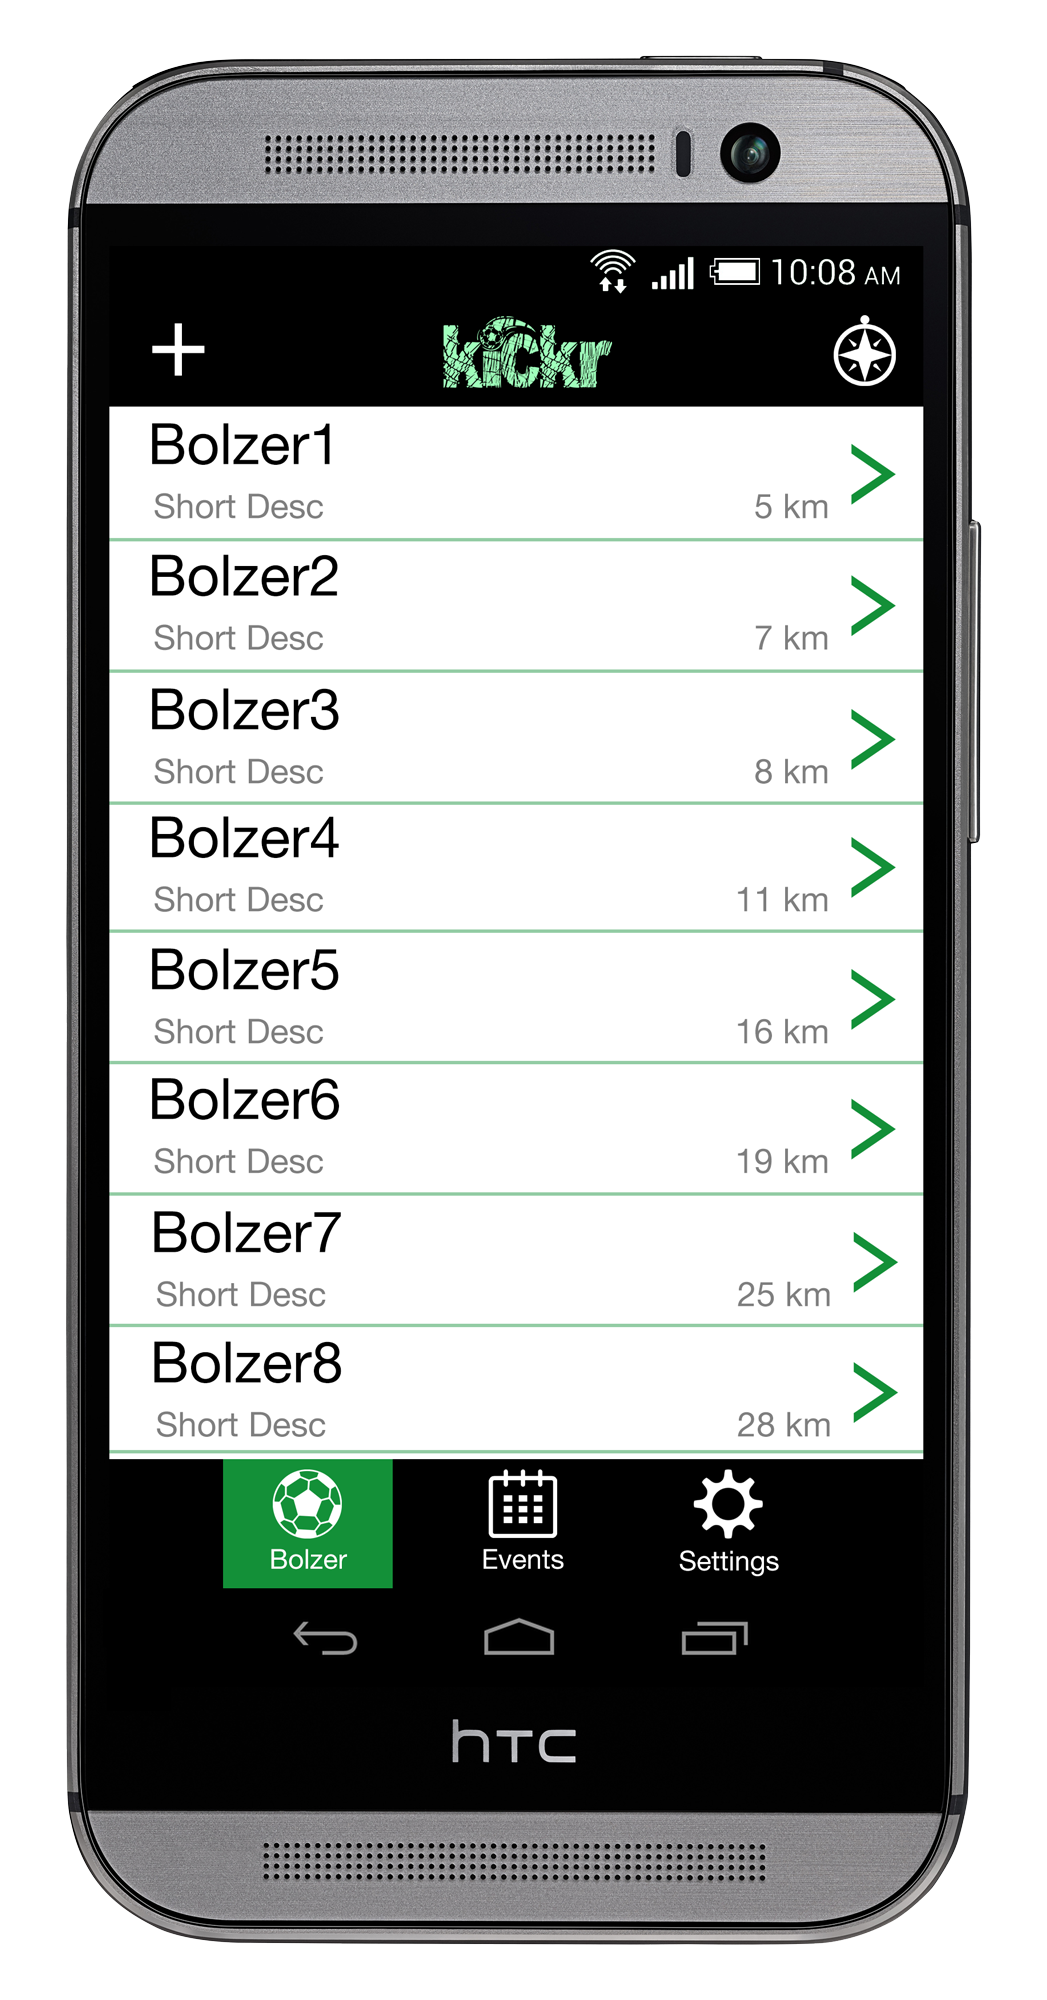 10:08 AM
kickr
Bolzer1
Short Desc
5 km
Bolzer2
Short Desc
7 km
Bolzer3
Short Desc
8 km
Bolzer4
Short Desc
11 km
Bolzer5
Short Desc
16 km
Bolzer6
Short Desc
19 km
Bolzer7
Short Desc
25 km
Bolzer8
Short Desc
28 km
Bolzer
Events
Settings
hTC